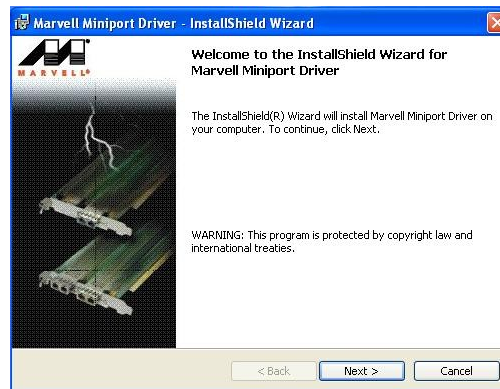 Marvell Miniport Driver - InstallShield Wizard
MARVELL®
Welcome to the InstallShield Wizard for
Marvell Miniport Driver
The InstallShield(R) Wizard will install Marvell Miniport Driver on
your computer. To continue, click Next.
WARNING: This program is protected by copyright law and
international treaties.
< Back
Next >
Cancel